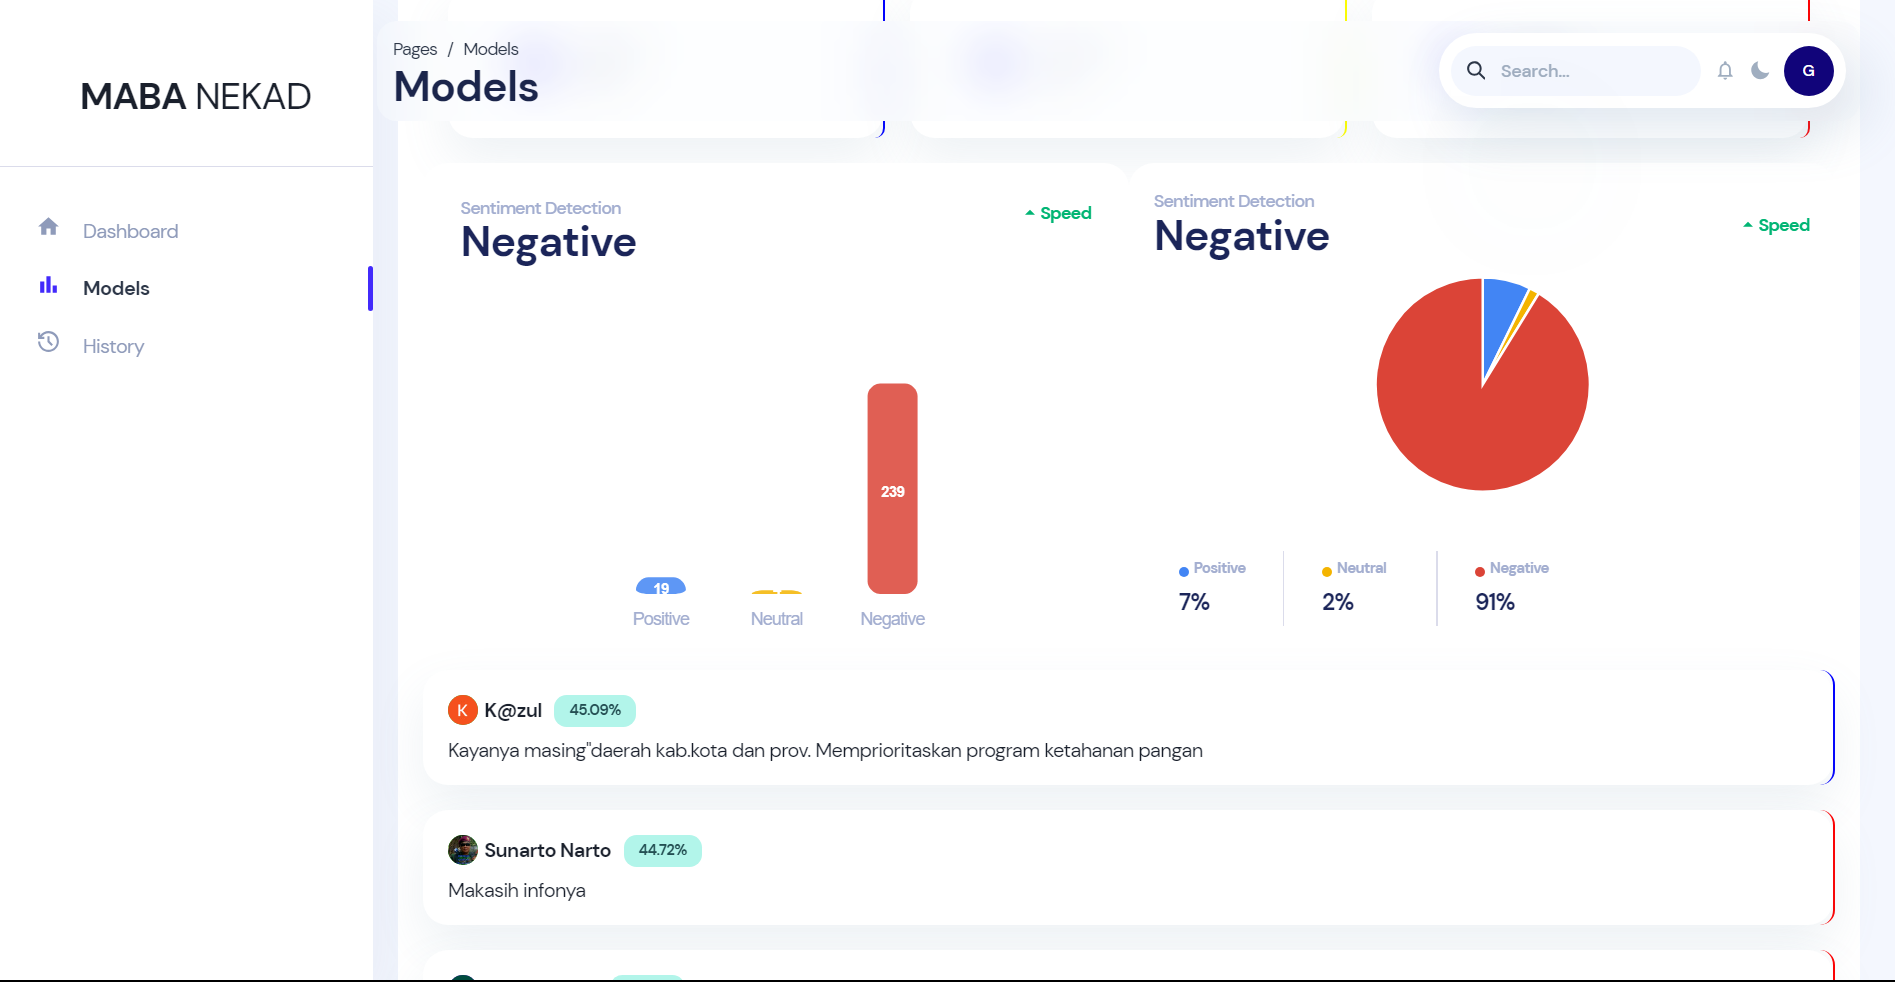 MABA NEKAD
Dashboard
Models
History
Pages / Models
Models
Search...
G
Sentiment Detection
Negative
Speed
239
19
Positive
Neutral
Negative
Sentiment Detection
Negative
Speed
Positive
7%
Neutral
2%
Negative
91%
K
K@zul
45.09%
Kayanya masing"daerah kab.kota dan prov. Memprioritaskan program ketahanan pangan
Sunarto Narto
44.72%
Makasih infonya